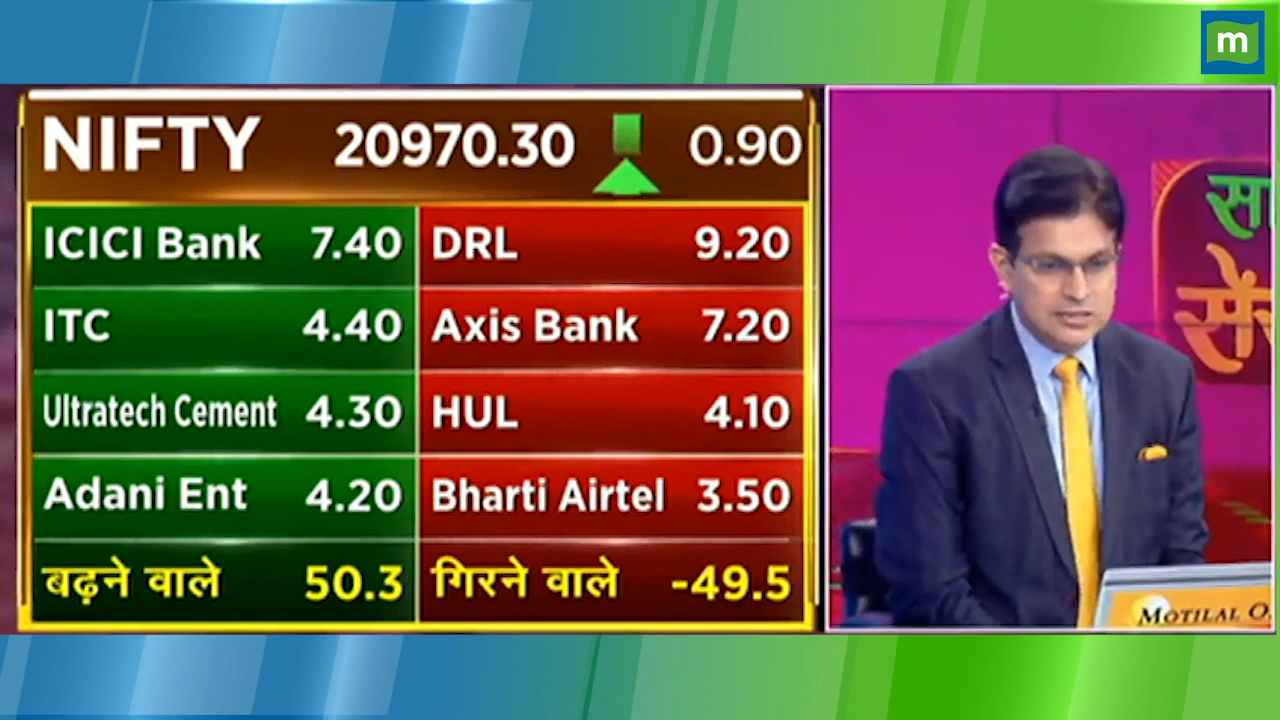 m
NIFTY 20970.30 0.90
ICICI Bank 7.40 DRL 9.20
ITC 4.40 Axis Bank 7.20
Ultratech Cement 4.30 HUL 4.10
Adani Ent 4.20 Bharti Airtel 3.50
बढ़ने वाले 50.3 गिरने वाले -49.5
MOTILAL O.